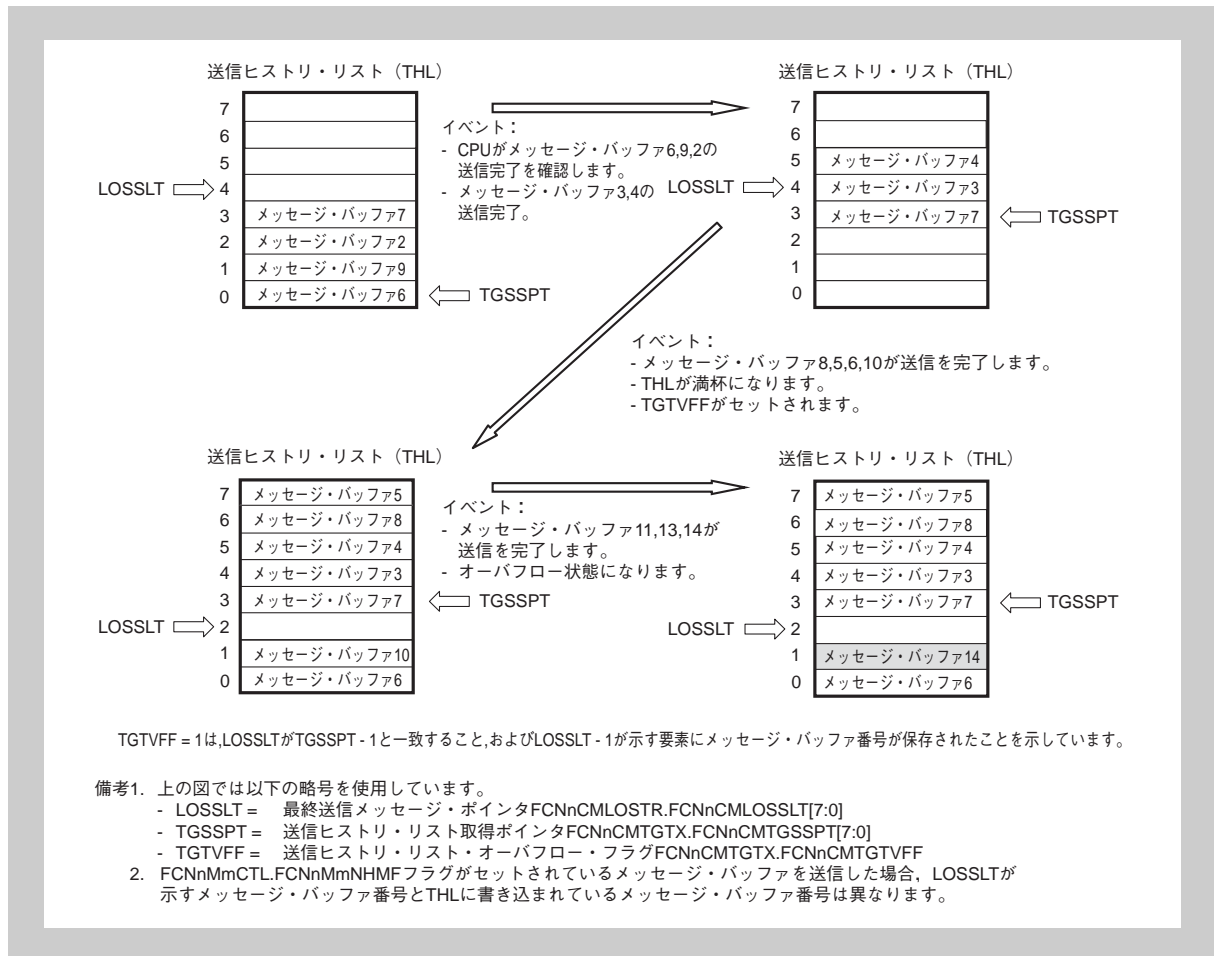 送信ヒストリ・リスト（THL）
7
6
5
LOSSLT 4
3 メッセージ・バッファ7
2 メッセージ・バッファ2
1 メッセージ・バッファ9
0 メッセージ・バッファ6 TGSSPT
イベント：
- CPUがメッセージ・バッファ6,9,2の
送信完了を確認します。
- メッセージ・バッファ3,4の
送信完了。
送信ヒストリ・リスト（THL）
7
6
5 メッセージ・バッファ4
LOSSLT 4 メッセージ・バッファ3
3 メッセージ・バッファ7 TGSSPT
2
1
0
イベント：
- メッセージ・バッファ8,5,6,10が送信を完了します。
- THLが満杯になります。
- TGTVFFがセットされます。
送信ヒストリ・リスト（THL）
7 メッセージ・バッファ5
6 メッセージ・バッファ8
5 メッセージ・バッファ4
4 メッセージ・バッファ3
3 メッセージ・バッファ7 TGSSPT
LOSSLT 2
1 メッセージ・バッファ10
0 メッセージ・バッファ6
イベント：
- メッセージ・バッファ11,13,14が
送信を完了します。
- オーバフロー状態になります。
送信ヒストリ・リスト（THL）
7 メッセージ・バッファ5
6 メッセージ・バッファ8
5 メッセージ・バッファ4
4 メッセージ・バッファ3
3 メッセージ・バッファ7 TGSSPT
LOSSLT 2
1 メッセージ・バッファ14
0 メッセージ・バッファ6
TGTVFF = 1は,LOSSLTがTGSSPT - 1と一致すること,およびLOSSLT - 1が示す要素にメッセージ・バッファ番号が保存されたことを示しています。
備考1. 上の図では以下の略号を使用しています。
- LOSSLT = 最終送信メッセージ・ポインタFCNnCMLOSTR.FCNnCMLOSSLT[7:0]
- TGSSPT = 送信ヒストリ・リスト取得ポインタFCNnCMTGTX.FCNnCMTGSSPT[7:0]
- TGTVFF = 送信ヒストリ・リスト・オーバフロー・フラグFCNnCMTGTX.FCNnCMTGTVFF
2. FCNnMmCTL.FCNnMmNHMFフラグがセットされているメッセージ・バッファを送信した場合，LOSSLTが
示すメッセージ・バッファ番号とTHLに書き込まれているメッセージ・バッファ番号は異なります。